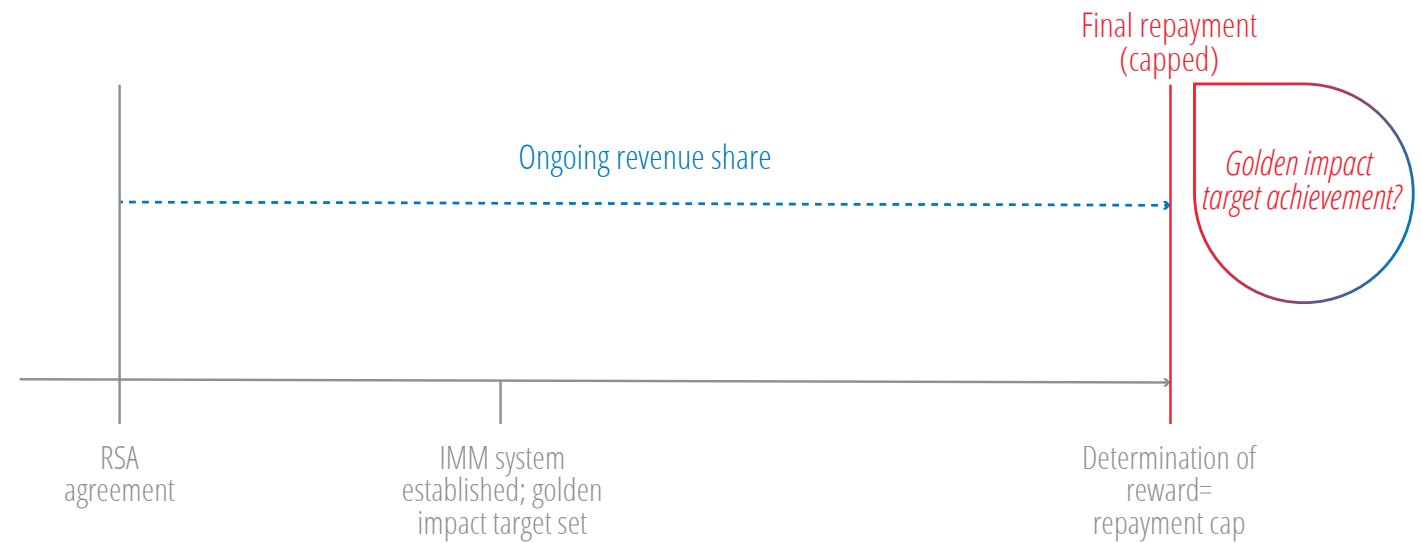 Final repayment
(capped)
Ongoing revenue share
Golden impact
target achievement?
RSA
agreement
IMM system
established; golden
impact target set
Determination of
reward=
repayment cap